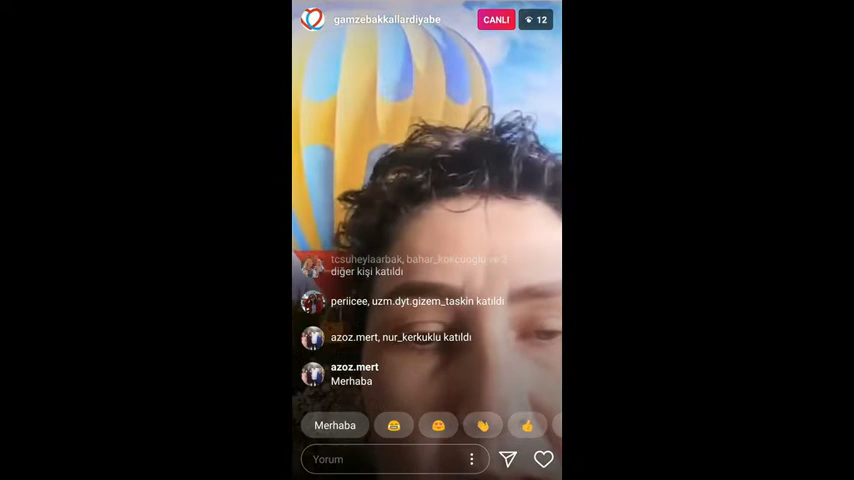 gamzebakkallardiyabe
CANLI
12
tcsuheylaarbak, bahar_kokcuoglu ve 2
diğer kişi katıldı
periicee, uzm.dyt.gizem_taskin katıldı
azoz.mert, nur_kerkuklu katıldı
azoz.mert
Merhaba
Merhaba
Yorum